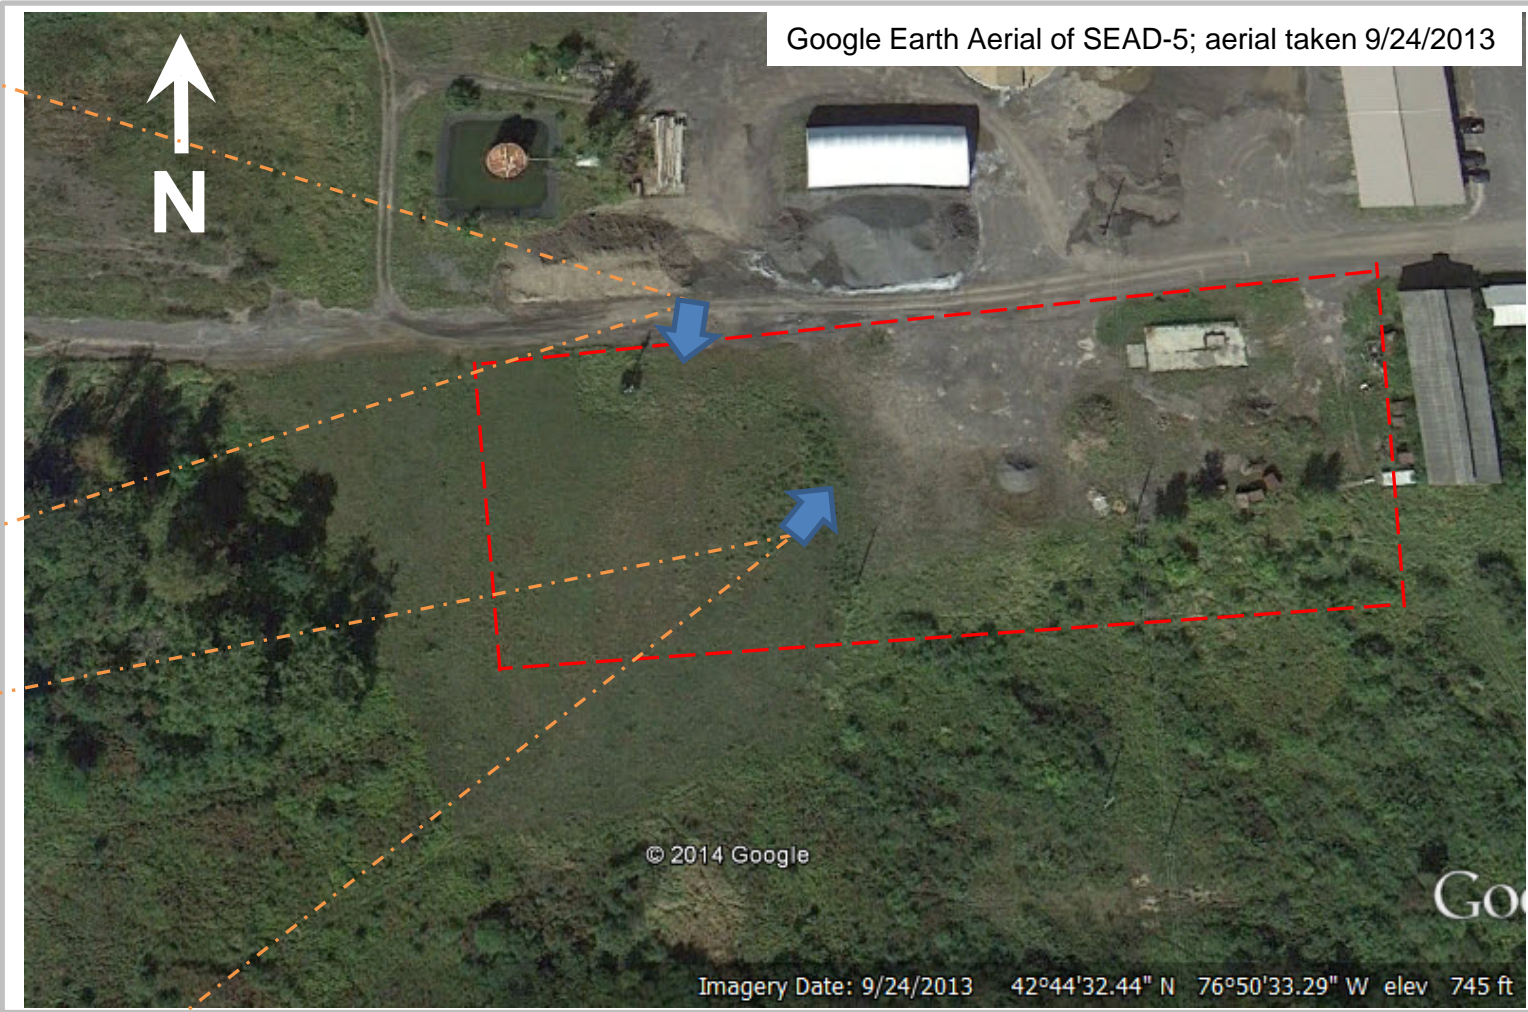 Google Earth Aerial of SEAD-5; aerial taken 9/24/2013
N
© 2014 Google
Goo
Imagery Date: 9/24/2013 42°44'32.44" N 76°50'33.29" W elev 745 ft